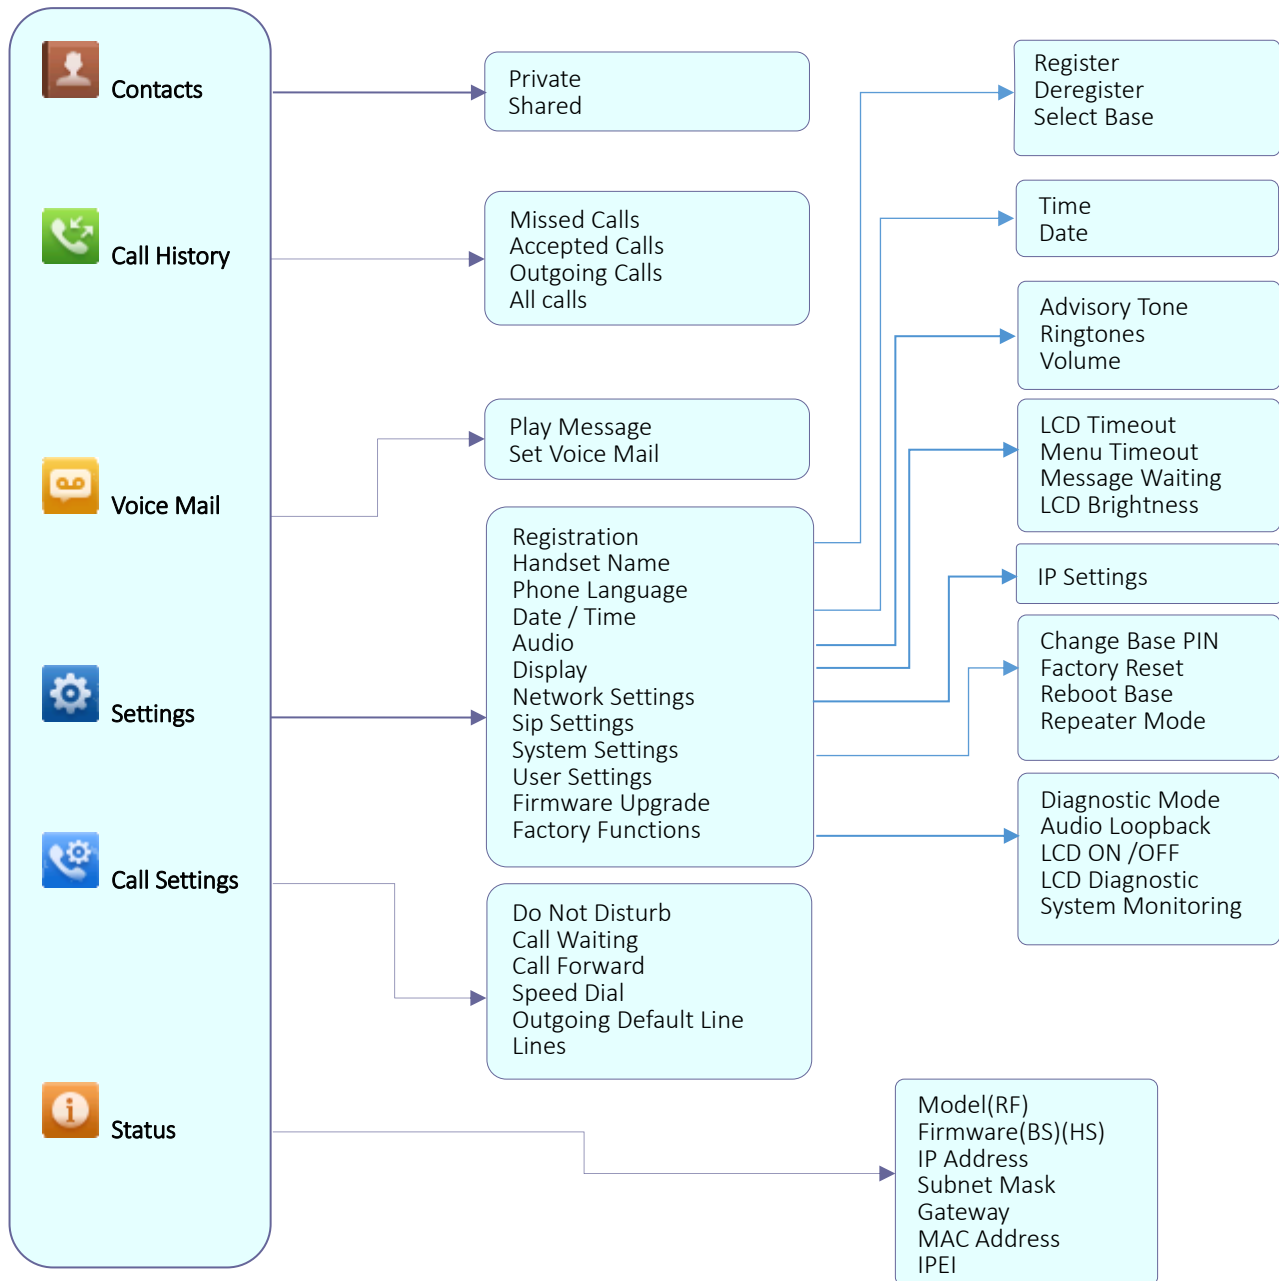 Contacts
Private
Shared
Register
Deregister
Select Base
Call History
Missed Calls
Accepted Calls
Outgoing Calls
All calls
Time
Date
Advisory Tone
Ringtones
Volume
Voice Mail
Play Message
Set Voice Mail
LCD Timeout
Menu Timeout
Message Waiting
LCD Brightness
Settings
Registration
Handset Name
Phone Language
Date / Time
Audio
Display
Network Settings
Sip Settings
System Settings
User Settings
Firmware Upgrade
Factory Functions
IP Settings
Change Base PIN
Factory Reset
Reboot Base
Repeater Mode
Diagnostic Mode
Audio Loopback
LCD ON /OFF
LCD Diagnostic
System Monitoring
Call Settings
Do Not Disturb
Call Waiting
Call Forward
Speed Dial
Outgoing Default Line
Lines
Status
Model(RF)
Firmware(BS)(HS)
IP Address
Subnet Mask
Gateway
MAC Address
IPEI